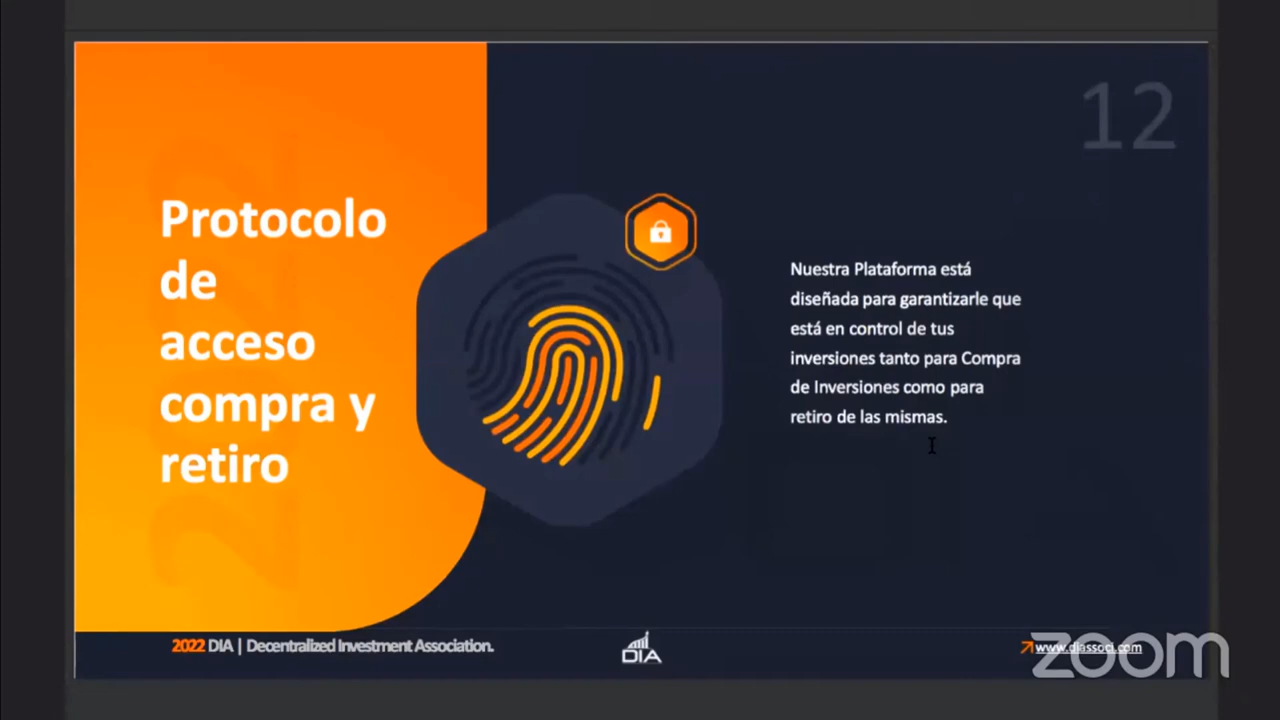 12
Protocolo
de
acceso
compra y
retiro
Nuestra Plataforma está
diseñada para garantizarle que
está en control de tus
inversiones tanto para Compra
de Inversiones como para
retiro de las mismas.
2022 DIA | Decentralized Investment Association.
DIA
www.diassoci.com
zoom